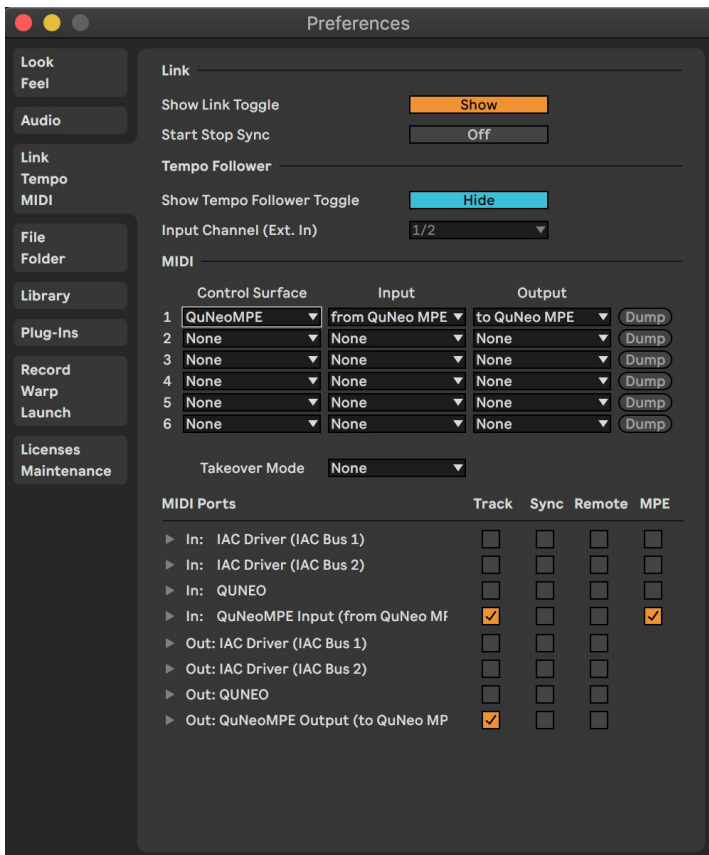 Preferences
Look
Feel
Audio
Link
Tempo
MIDI
File
Folder
Library
Plug-Ins
Record
Warp
Launch
Licenses
Maintenance
Link
Show Link Toggle Show
Start Stop Sync Off
Tempo Follower
Show Tempo Follower Toggle Hide
Input Channel (Ext. In) 1/2
MIDI
Control Surface Input Output
1 QuNeoMPE from QuNeo MPE to QuNeo MPE Dump
2 None None None Dump
3 None None None Dump
4 None None None Dump
5 None None None Dump
6 None None None Dump
Takeover Mode None
MIDI Ports Track Sync Remote MPE
In: IAC Driver (IAC Bus 1)
In: IAC Driver (IAC Bus 2)
In: QUNEO
In: QuNeoMPE Input (from QuNeo MF
Out: IAC Driver (IAC Bus 1)
Out: IAC Driver (IAC Bus 2)
Out: QUNEO
Out: QuNeoMPE Output (to QuNeo MP